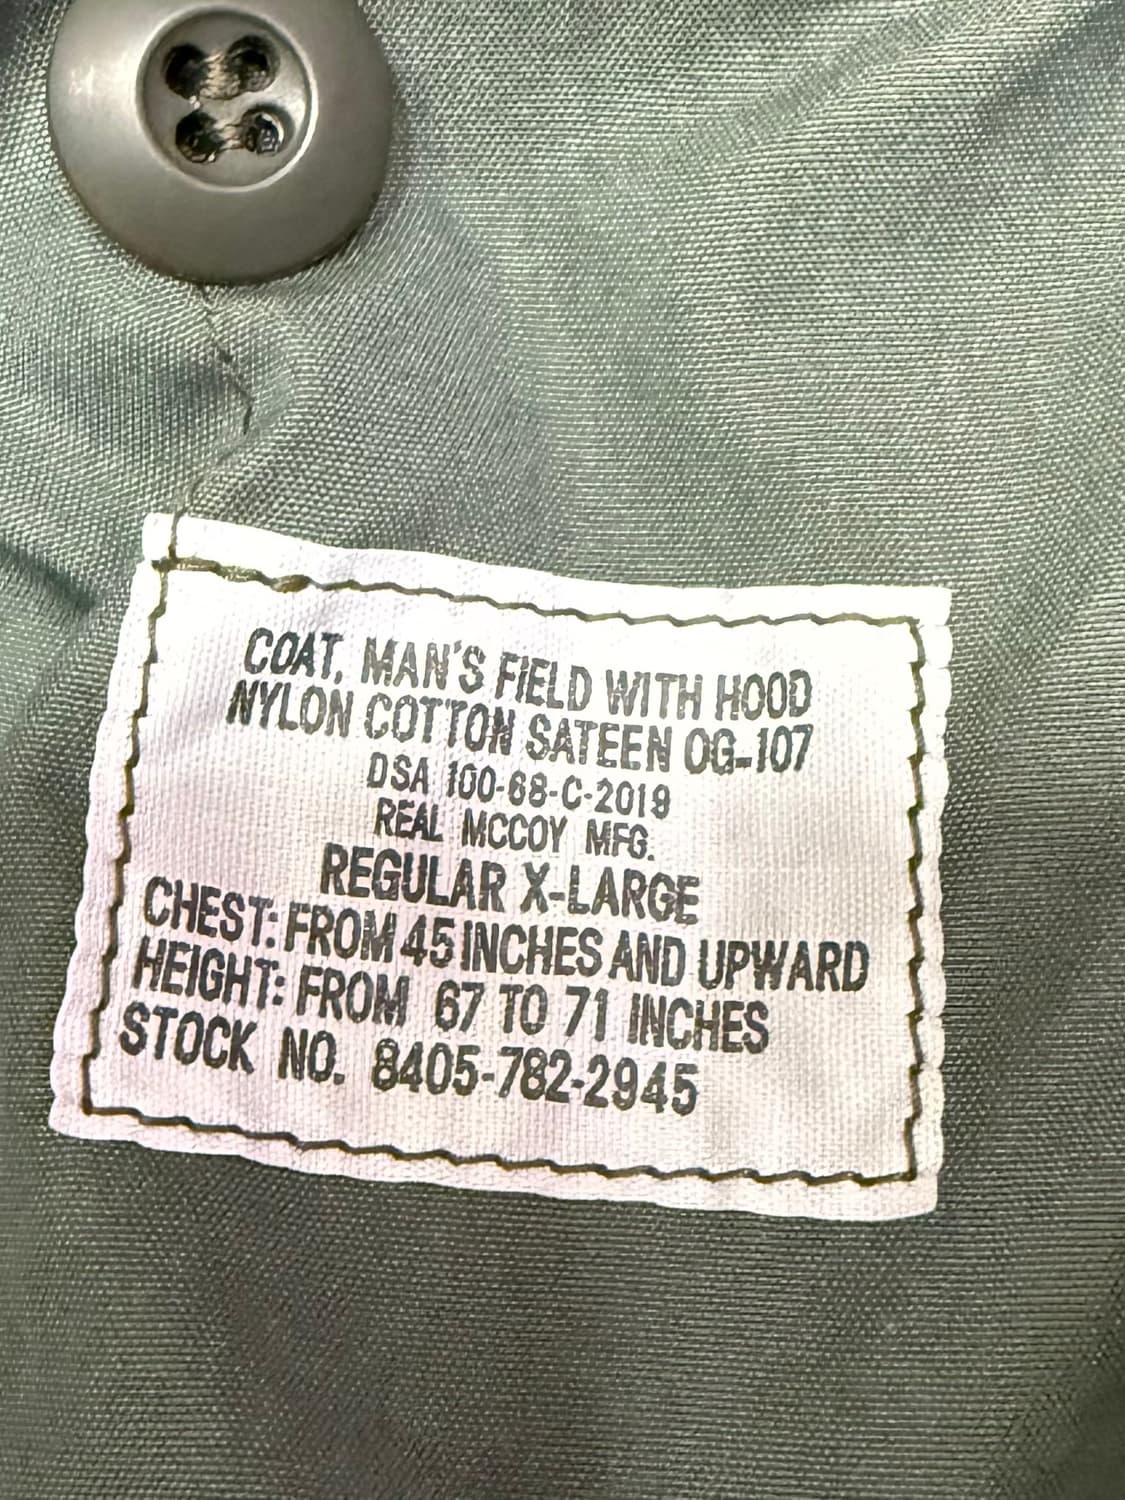 COAT, MAN'S FIELD WITH HOOD
NYLON COTTON SATEEN OG-107
DSA 100-68-C-2019
REAL MCCOY MFG.
REGULAR X-LARGE
CHEST: FROM 45 INCHES AND UPWARD
HEIGHT: FROM 67 TO 71 INCHES
STOCK NO. 8405-782-2945